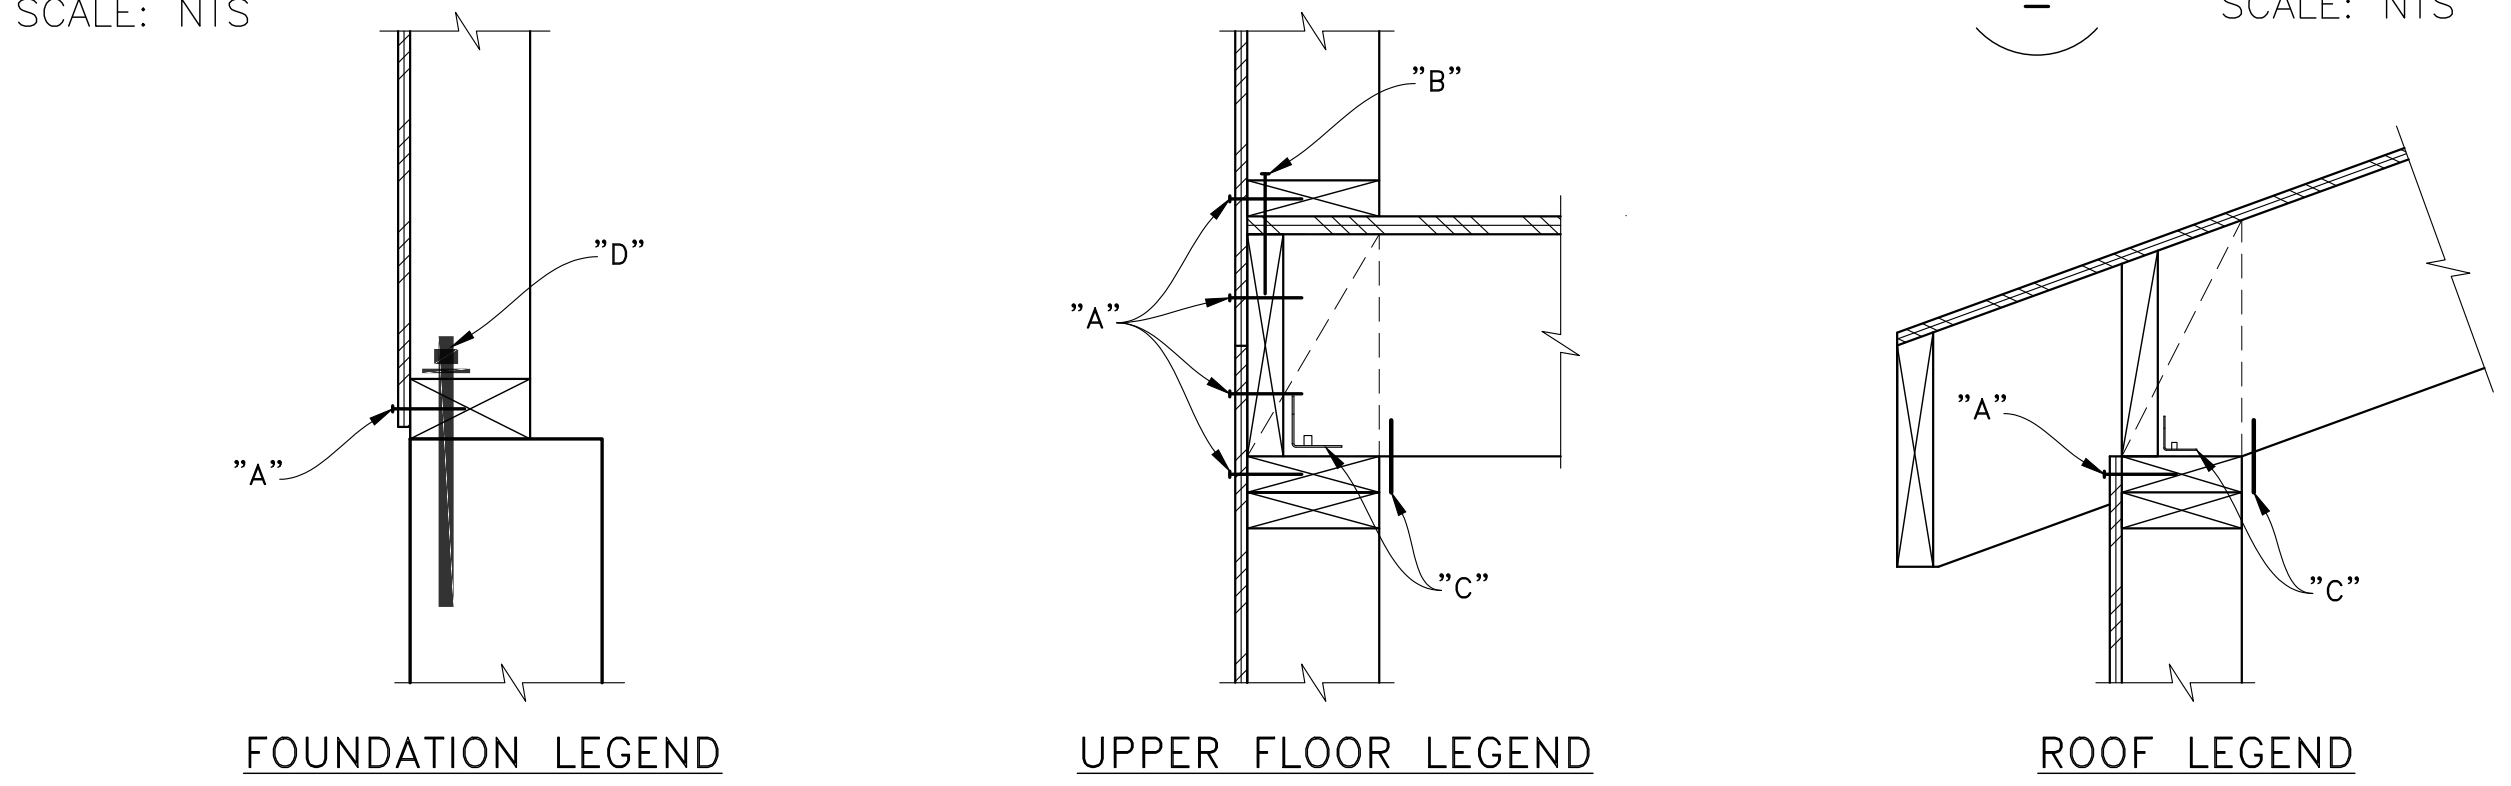 SCALE: NTS
SCALE: NTS
"B"
"D"
"A"
"A"
"A"
"C"
"C"
FOUNDATION LEGEND
UPPER FLOOR LEGEND
ROOF LEGEND